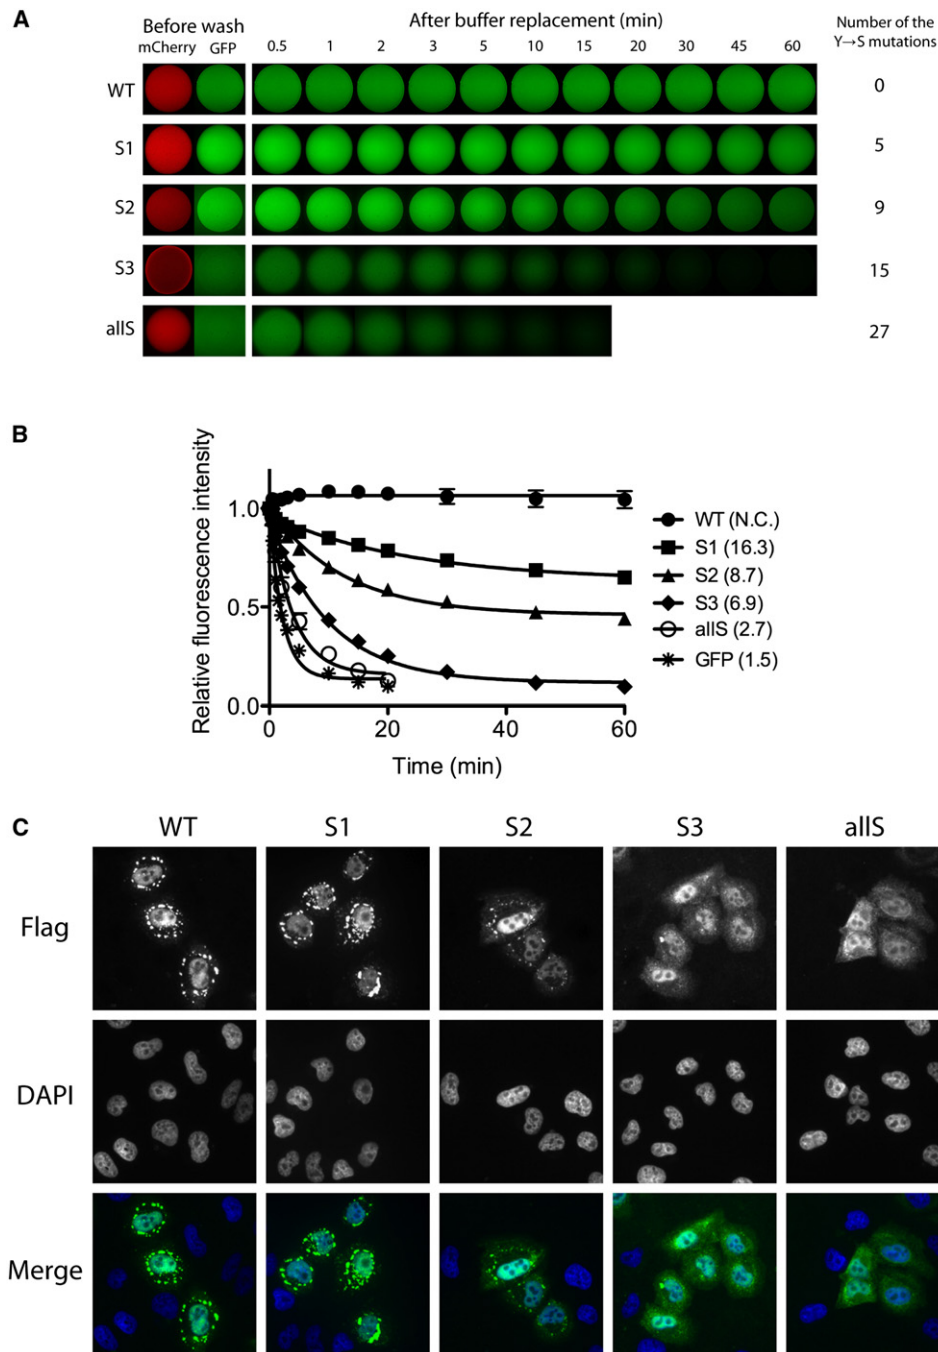 A
Before wash
After buffer replacement (min)
Number of the
Y→S mutations
mCherry GFP
0.5 1 2 3 5 10 15 20 30 45 60
WT
0
S1
5
S2
9
S3
15
allS
27
B
Relative fluorescence intensity
1.0
0.5
0.0
0 20 40 60
Time (min)
WT (N.C.)
S1 (16.3)
S2 (8.7)
S3 (6.9)
allS (2.7)
GFP (1.5)
C
WT S1 S2 S3 allS
Flag
DAPI
Merge